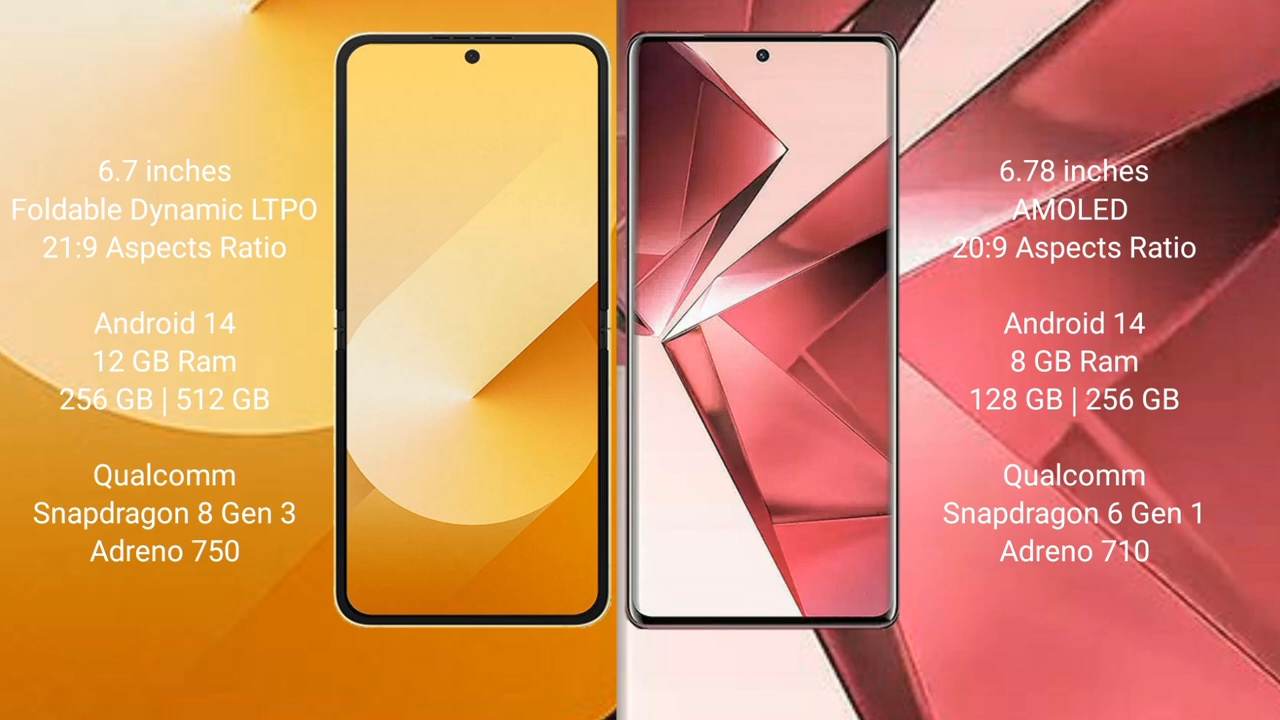 6.7 inches
Foldable Dynamic LTPO
21:9 Aspects Ratio
Android 14
12 GB Ram
256 GB | 512 GB
Qualcomm
Snapdragon 8 Gen 3
Adreno 750
6.78 inches
AMOLED
20:9 Aspects Ratio
Android 14
8 GB Ram
128 GB | 256 GB
Qualcomm
Snapdragon 6 Gen 1
Adreno 710